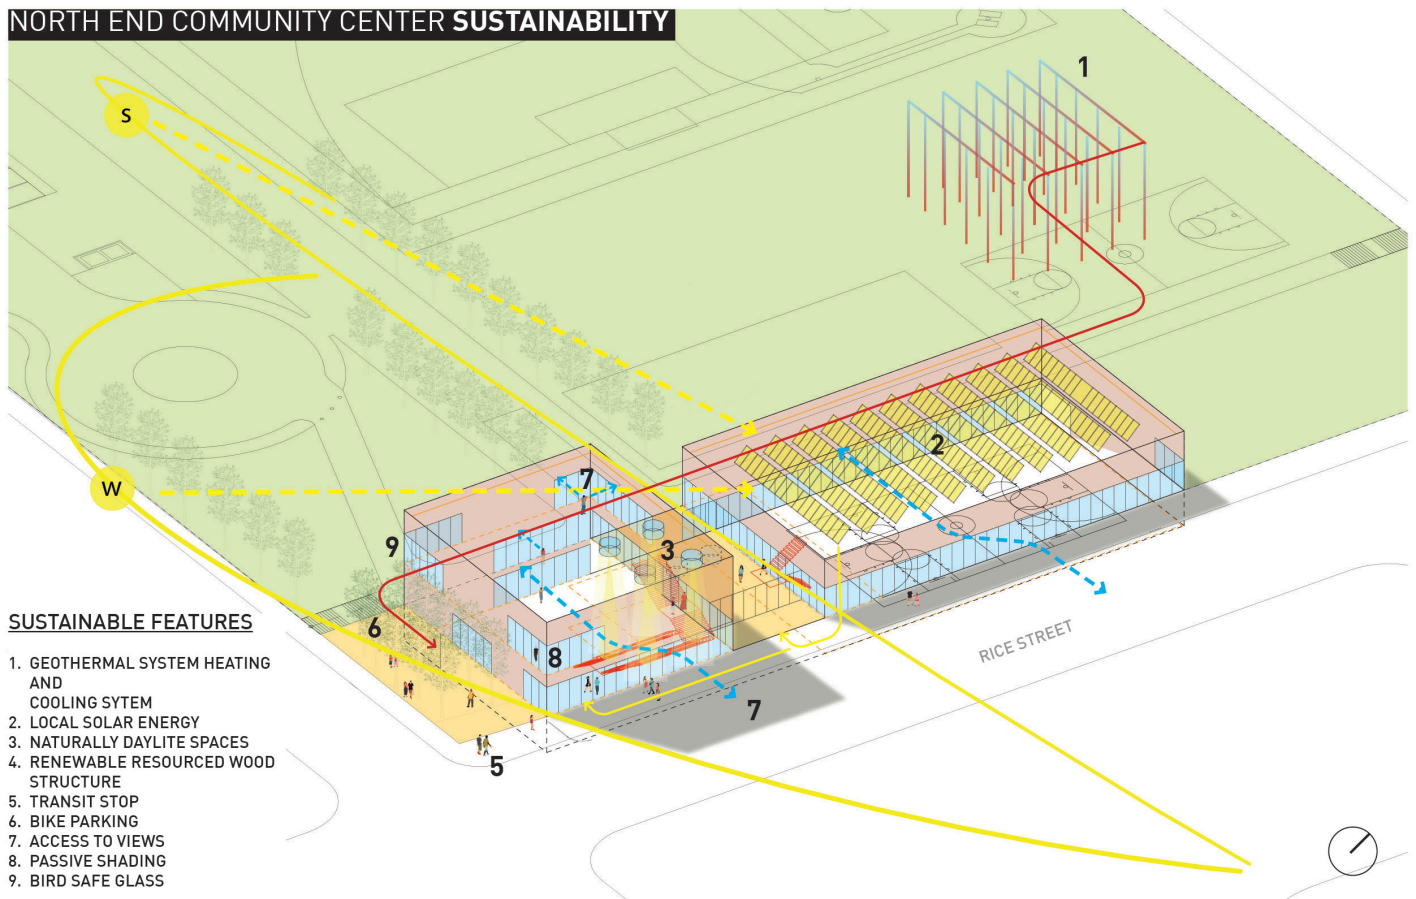 NORTH END COMMUNITY CENTER SUSTAINABILITY
1
S
2
W
7
9
3
6
8
RICE STREET
7
5
SUSTAINABLE FEATURES
1. GEOTHERMAL SYSTEM HEATING
AND
COOLING SYTEM
2. LOCAL SOLAR ENERGY
3. NATURALLY DAYLITE SPACES
4. RENEWABLE RESOURCED WOOD
STRUCTURE
5. TRANSIT STOP
6. BIKE PARKING
7. ACCESS TO VIEWS
8. PASSIVE SHADING
9. BIRD SAFE GLASS